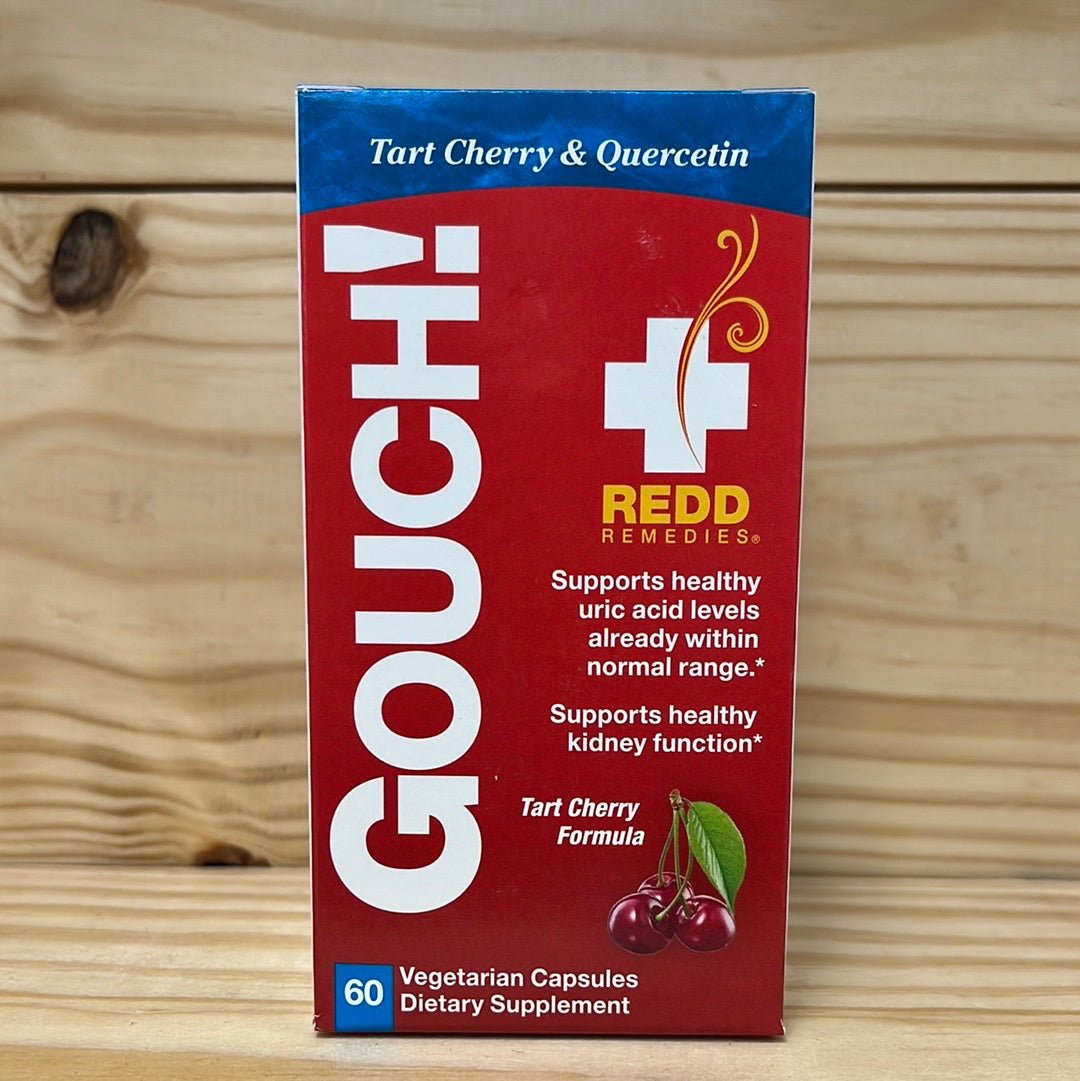 Tart Cherry & Quercetin
GOUCH!
REDD
REMEDIES®
Supports healthy
uric acid levels
already within
normal range.*
Supports healthy
kidney function*
Tart Cherry
Formula
60
Vegetarian Capsules
Dietary Supplement